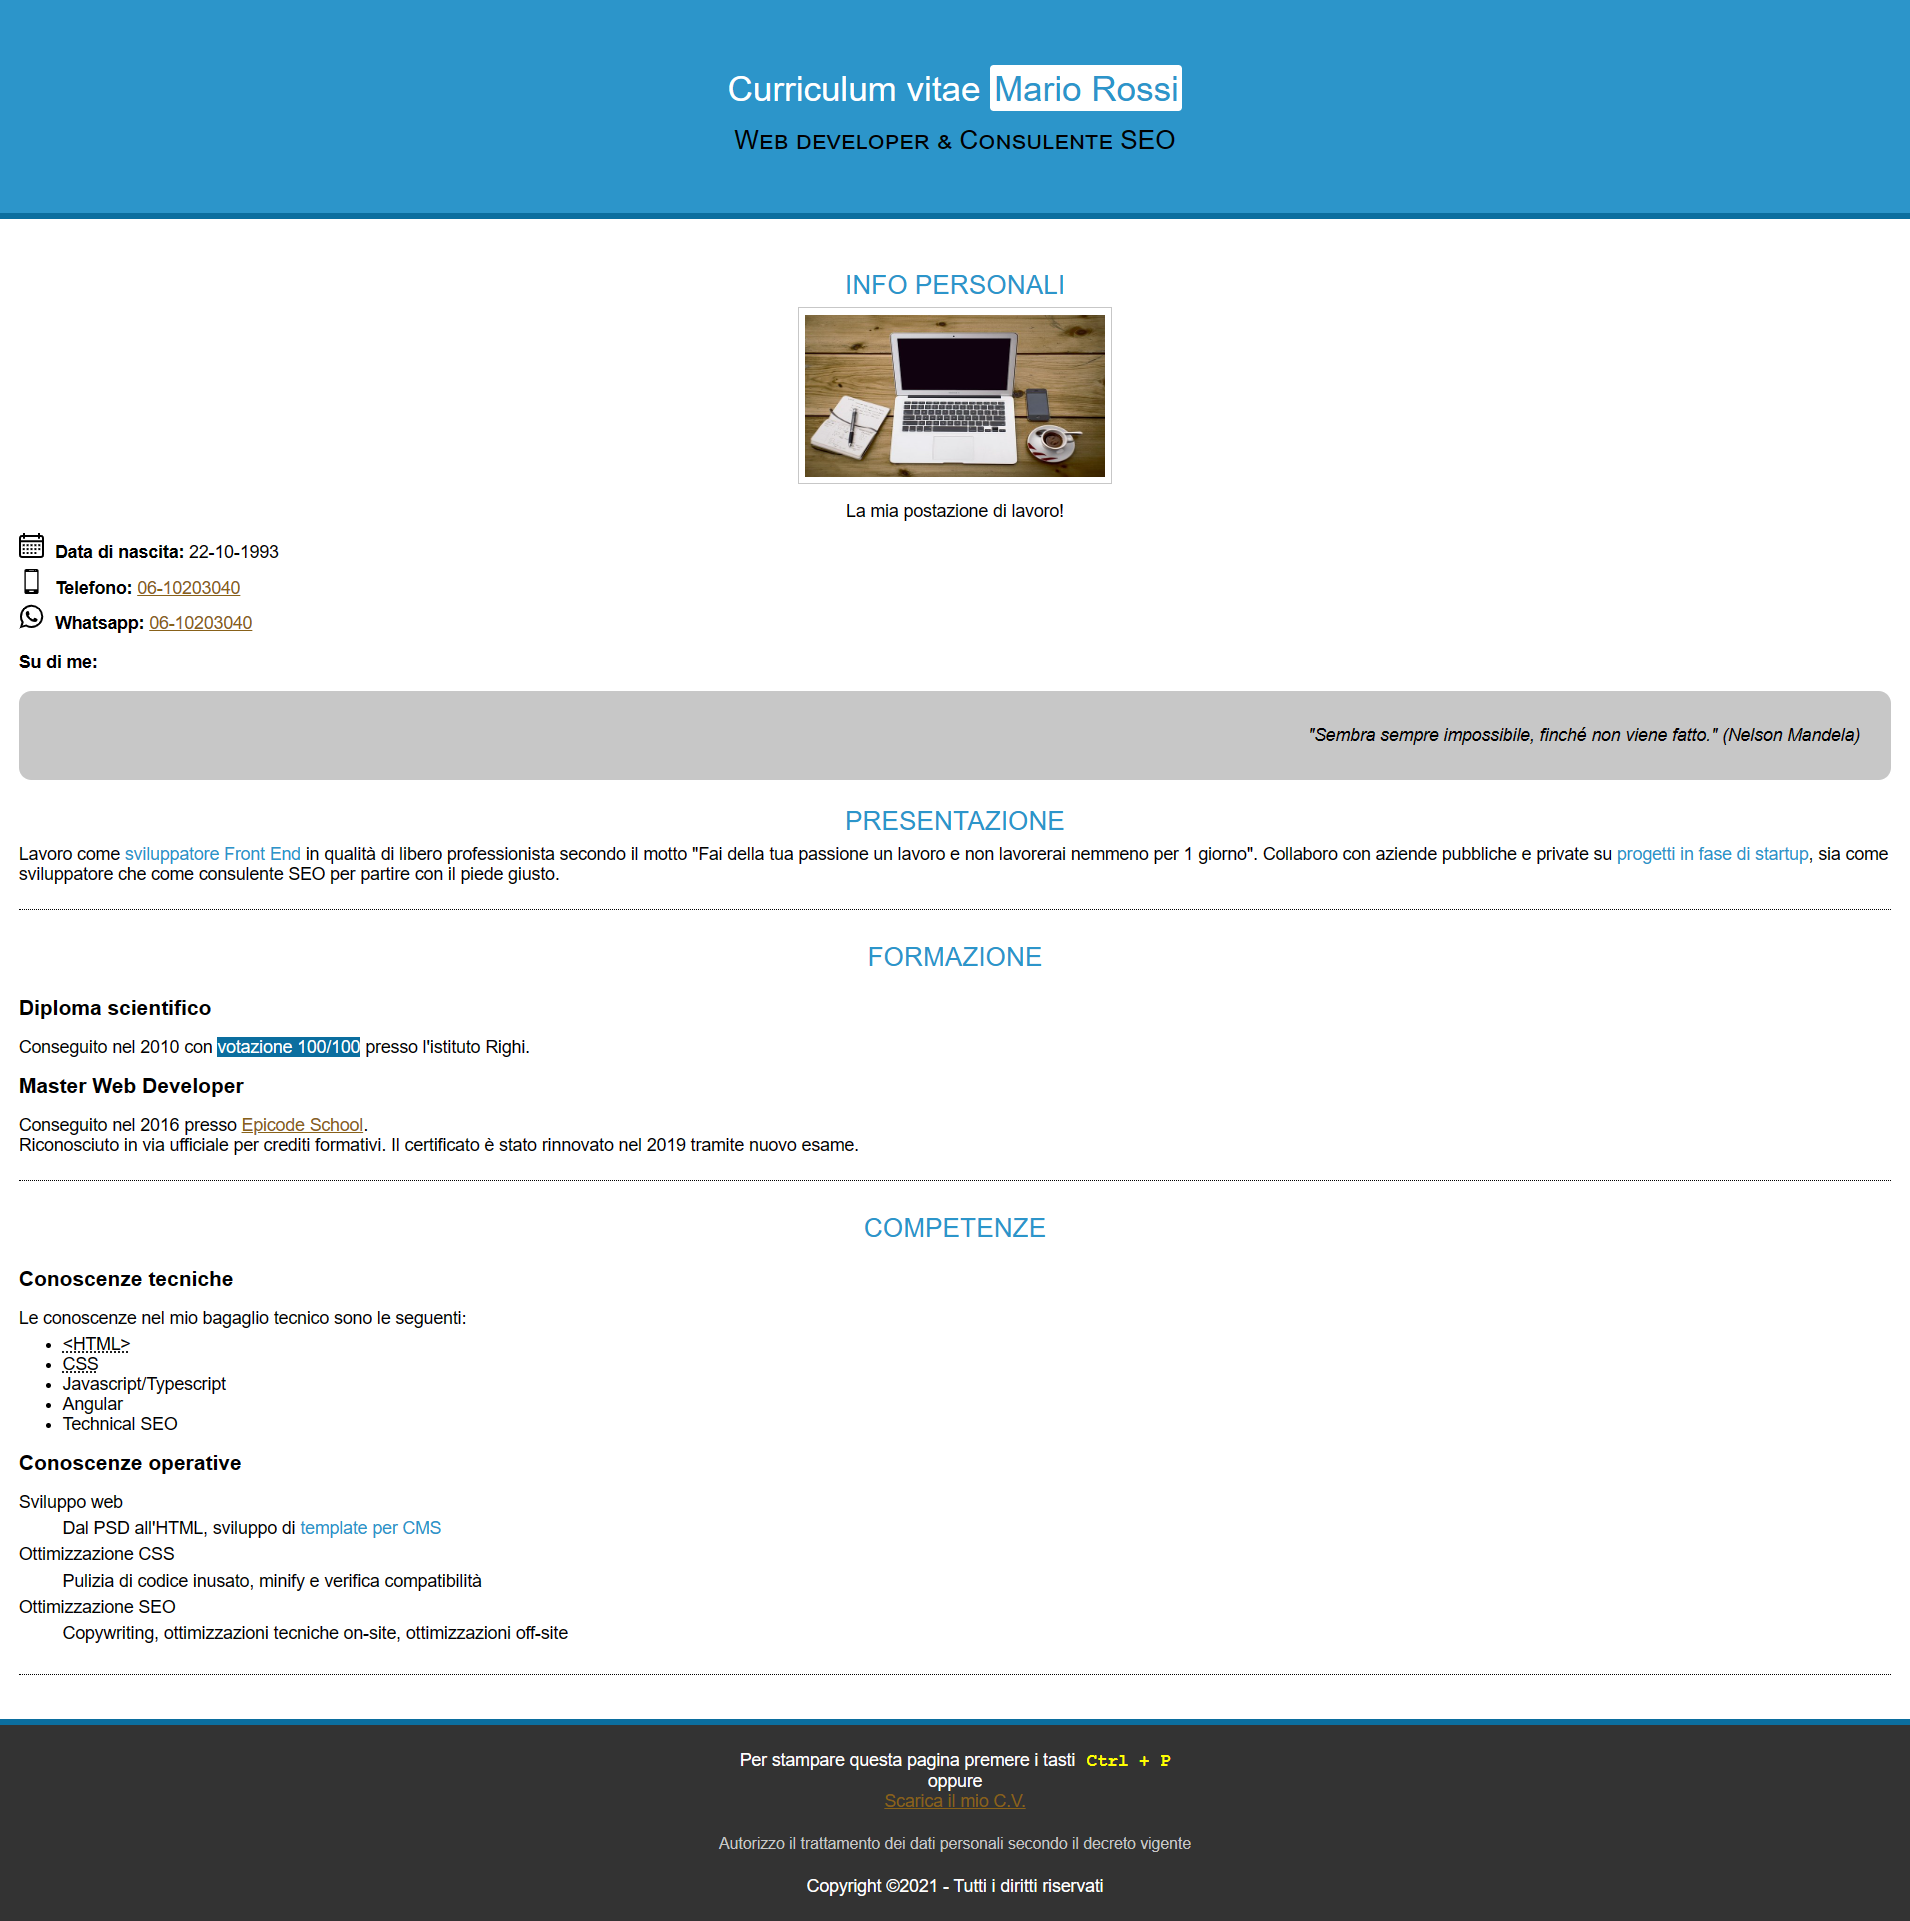 Curriculum vitae Mario Rossi
Web developer & Consulente SEO
INFO PERSONALI
La mia postazione di lavoro!
Data di nascita: 22-10-1993
Telefono: 06-10203040
Whatsapp: 06-10203040
Su di me:
"Sembra sempre impossibile, finché non viene fatto." (Nelson Mandela)
PRESENTAZIONE
Lavoro come sviluppatore Front End in qualità di libero professionista secondo il motto "Fai della tua passione un lavoro e non lavorerai nemmeno per 1 giorno". Collaboro con aziende pubbliche e private su progetti in fase di startup, sia come
sviluppatore che come consulente SEO per partire con il piede giusto.
FORMAZIONE
Diploma scientifico
Conseguito nel 2010 con votazione 100/100 presso l'istituto Righi.
Master Web Developer
Conseguito nel 2016 presso Epicode School.
Riconosciuto in via ufficiale per crediti formativi. Il certificato è stato rinnovato nel 2019 tramite nuovo esame.
COMPETENZE
Conoscenze tecniche
Le conoscenze nel mio bagaglio tecnico sono le seguenti:
• <HTML>
• CSS
• Javascript/Typescript
• Angular
• Technical SEO
Conoscenze operative
Sviluppo web
Dal PSD all'HTML, sviluppo di template per CMS
Ottimizzazione CSS
Pulizia di codice inusato, minify e verifica compatibilità
Ottimizzazione SEO
Copywriting, ottimizzazioni tecniche on-site, ottimizzazioni off-site
Per stampare questa pagina premere i tasti Ctrl + P
oppure
Scarica il mio C.V.
Autorizzo il trattamento dei dati personali secondo il decreto vigente
Copyright ©2021 - Tutti i diritti riservati